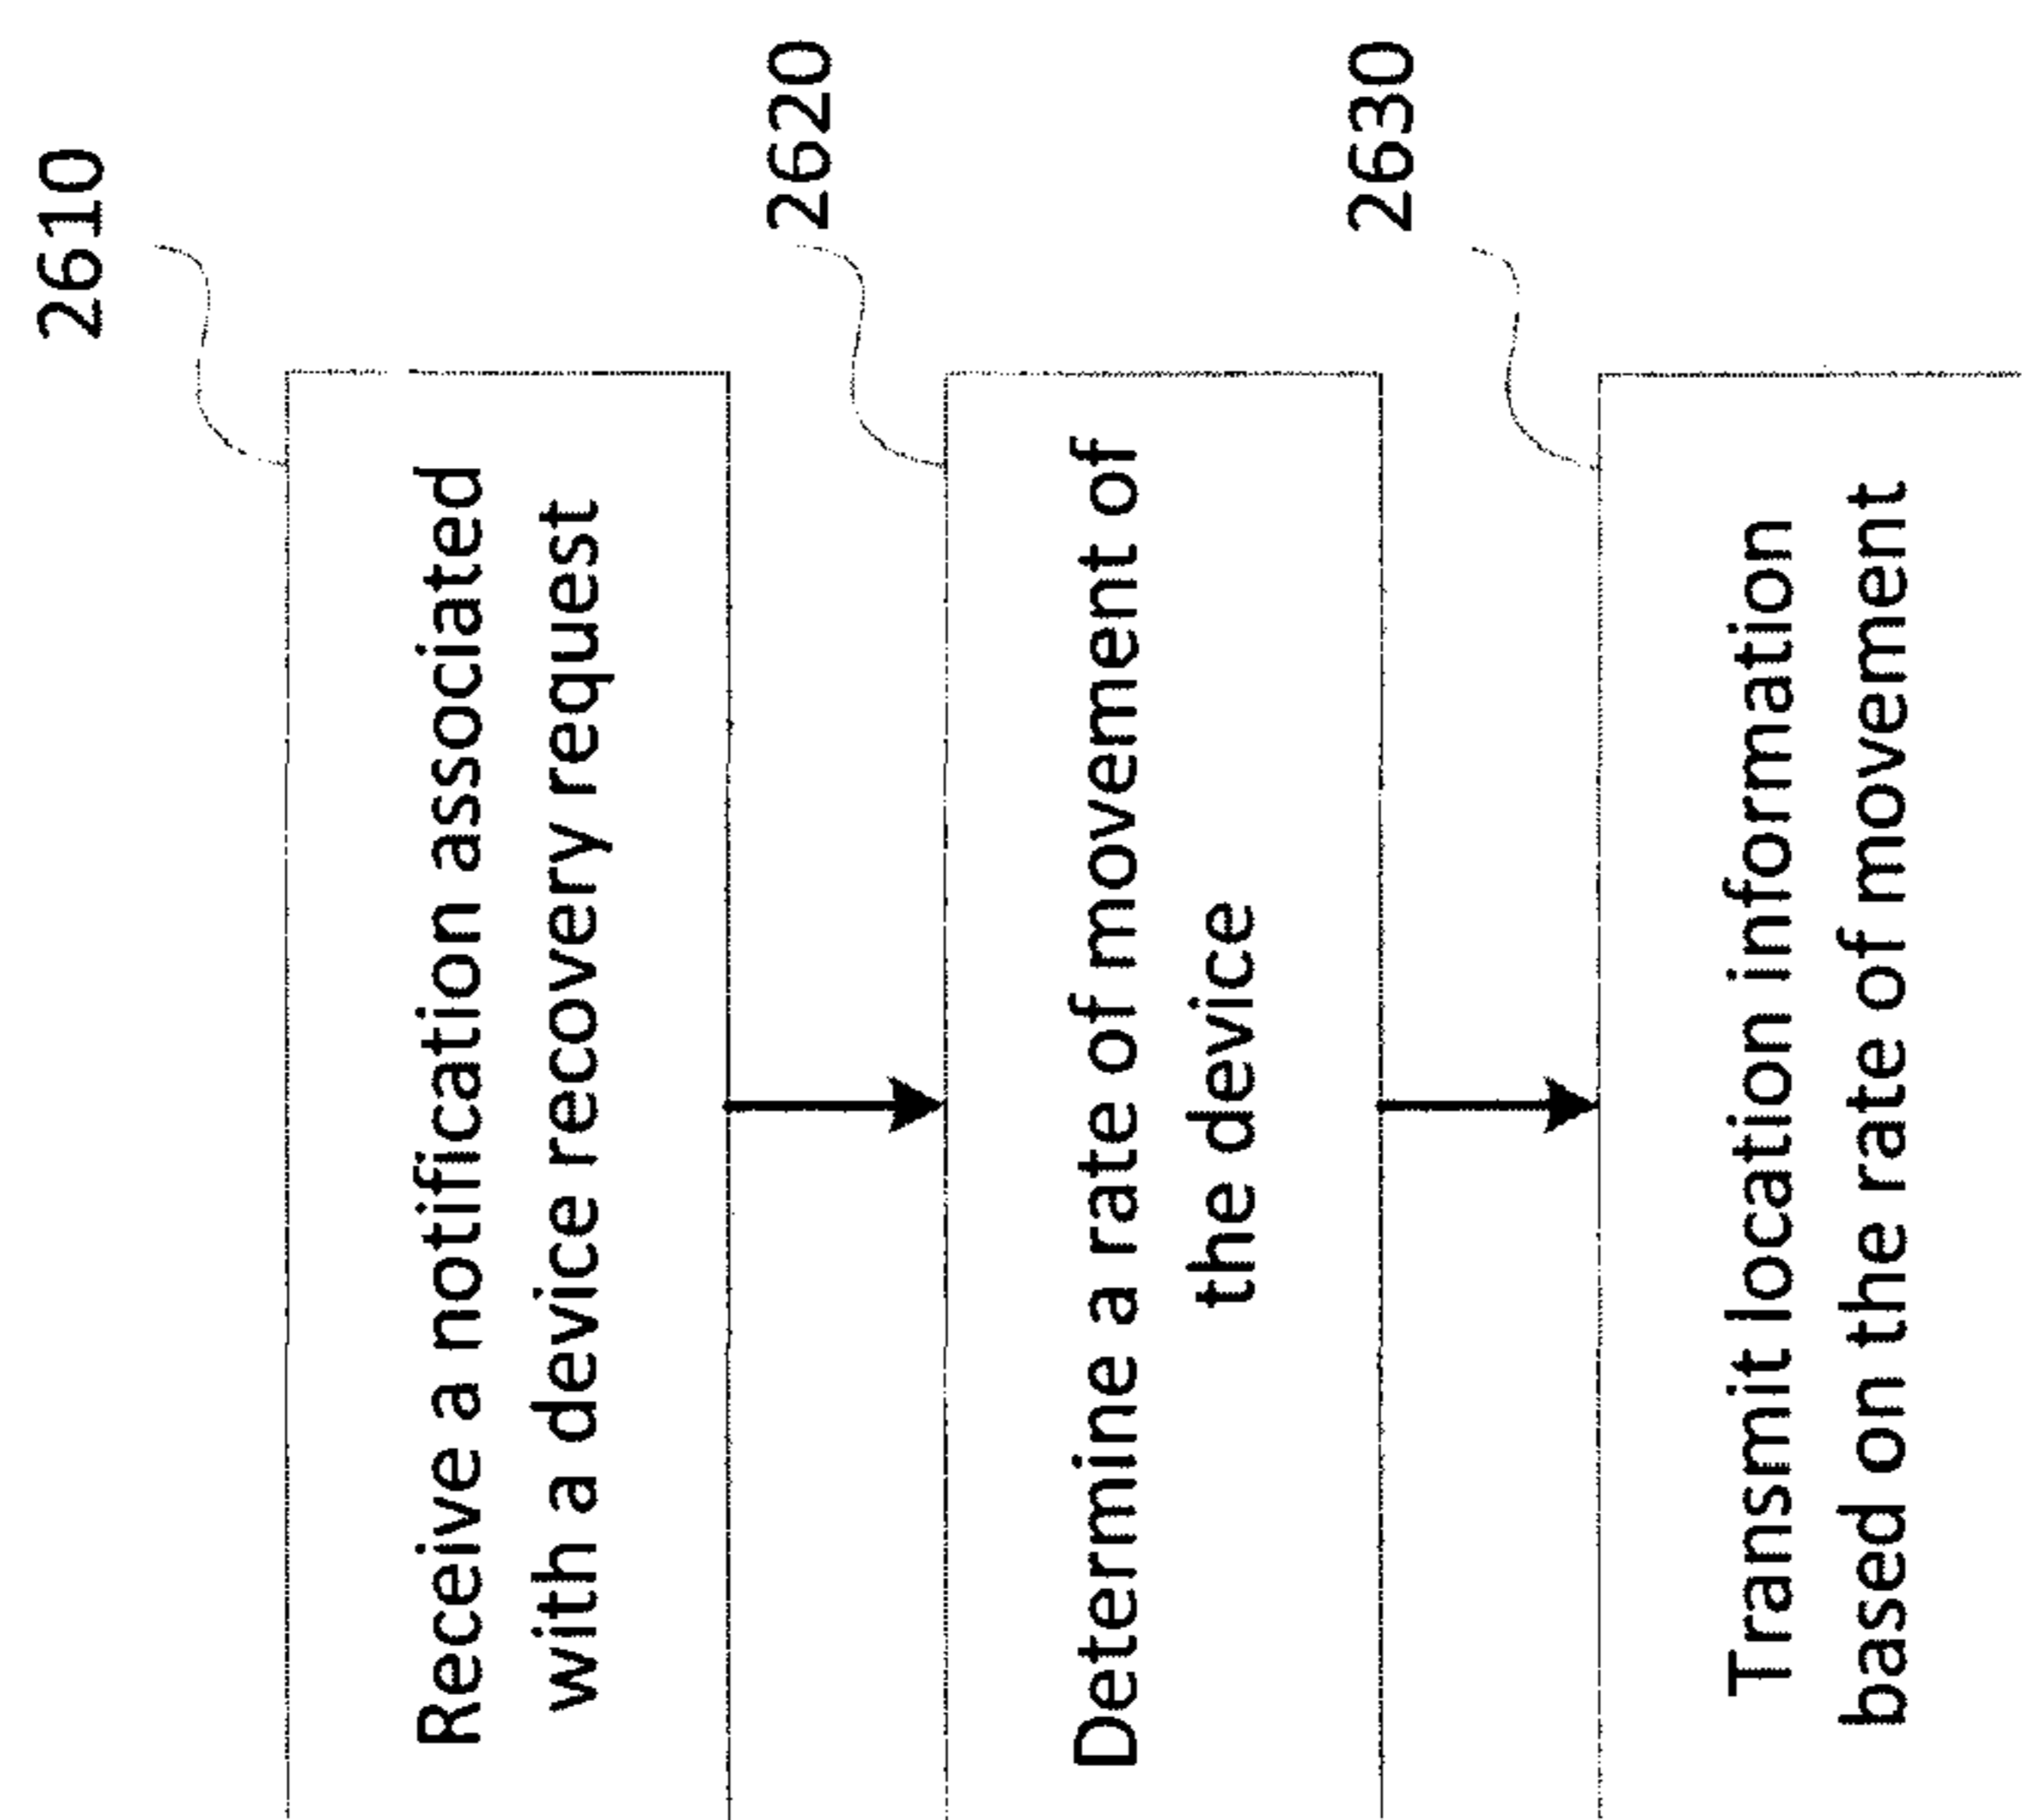 2610
Receive a notification associated
with a device recovery request
2620
Determine a rate of movement of
the device
2630
Transmit location information
based on the rate of movement